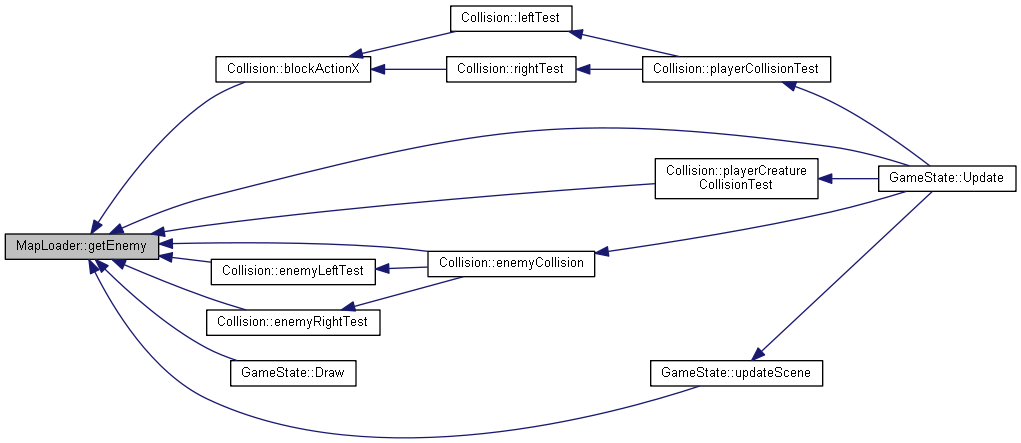 Collision::leftTest
Collision::blockActionX
Collision::rightTest
Collision::playerCollisionTest
Collision::playerCreature
CollisionTest
GameState::Update
MapLoader::getEnemy
Collision::enemyLeftTest
Collision::enemyCollision
Collision::enemyRightTest
GameState::Draw
GameState::updateScene